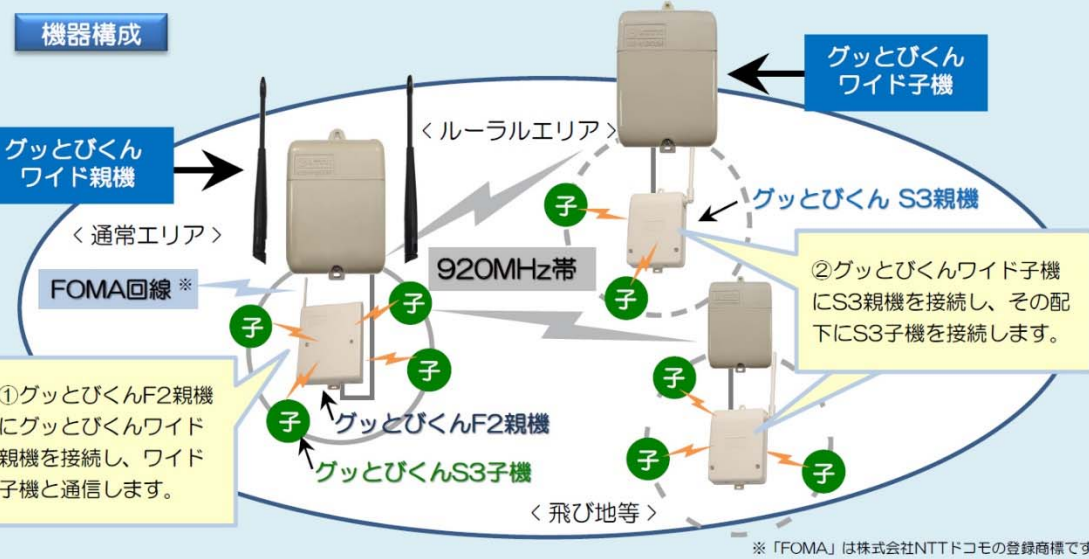 機器構成
グッとびくん
ワイド子機
グッとびくん
ワイド親機
<ルーラルエリア>
<通常エリア>
グッとびくん S3親機
子
子
920MHz帯
FOMA回線※
②グッとびくんワイド子機
にS3親機を接続し、その配
下にS3子機を接続します。
子
子
子
子
①グッとびくんF2親機
にグッとびくんワイド
親機を接続し、ワイド
子機と通信します。
グッとびくんF2親機
グッとびくんS3子機
子
子
子
<飛び地等>
※「FOMA」は株式会社NTTドコモの登録商標です